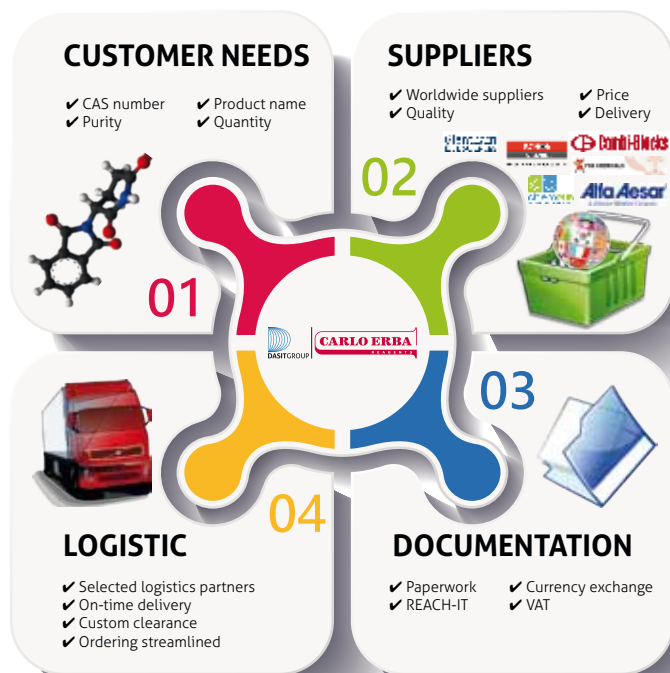 CUSTOMER NEEDS
✔ CAS number ✔ Product name
✔ Purity ✔ Quantity
01
SUPPLIERS
✔ Worldwide suppliers ✔ Price
✔ Quality ✔ Delivery
Combi-Blocks
Alfa Aesar
02
DASITGROUP
CARLO ERBA
REAGENTS
03
DOCUMENTATION
✔ Paperwork ✔ Currency exchange
✔ REACH-IT ✔ VAT
04
LOGISTIC
✔ Selected logistics partners
✔ On-time delivery
✔ Custom clearance
✔ Ordering streamlined